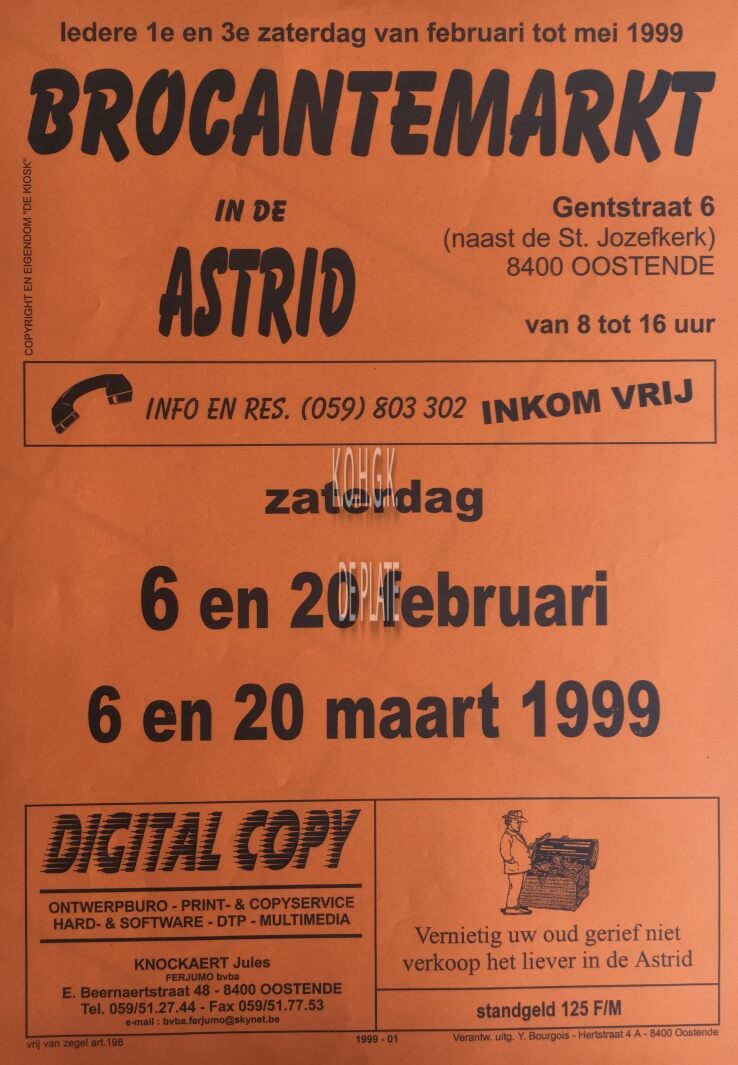 Iedere 1e en 3e zaterdag van februari tot mei 1999
BROCANTEMARKT
IN DE
ASTRID
Gentstraat 6
(naast de St. Jozefkerk)
8400 OOSTENDE
van 8 tot 16 uur
COPYRIGHT EN EIGENDOM "DE KIOSK"
INFO EN RES. (059) 803 302 INKOM VRIJ
K.O.H.G.K
zaterdag
DE PLATE
6 en 20 februari
6 en 20 maart 1999
DIGITAL COPY
ONTWERPBURO - PRINT- & COPYSERVICE
HARD- & SOFTWARE - DTP - MULTIMEDIA
KNOCKAERT Jules
FERJUMO bvba
E. Beernaertstraat 48 - 8400 OOSTENDE
Tel. 059/51.27.44 - Fax 059/51.77.53
e-mail : bvba.ferjumo@skynet.be
Vernietig uw oud gerief niet
verkoop het liever in de Astrid
standgeld 125 F/M
vrij van zegel art.198
1999 - 01
Verantw. uitg. Y. Bourgois - Hertstraat 4 A - 8400 Oostende